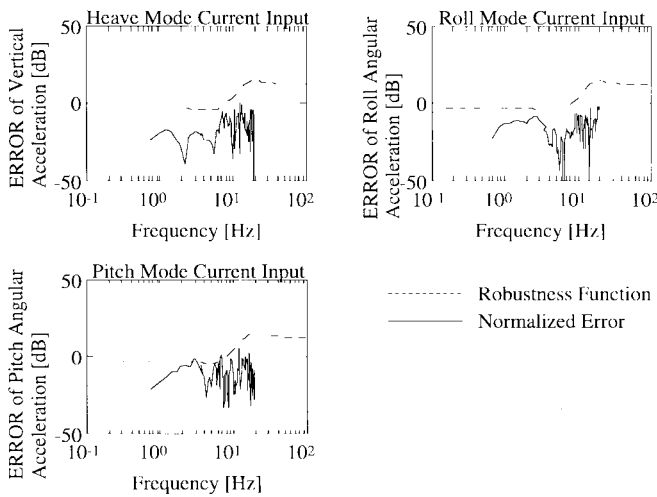 Heave Mode Current Input
ERROR of Vertical
Acceleration [dB]
50
0
-50
10-1
100
101
102
Frequency [Hz]
Roll Mode Current Input
ERROR of Roll Angular
Acceleration [dB]
50
0
-50
10-1
100
101
102
Frequency [Hz]
Pitch Mode Current Input
ERROR of Pitch Angular
Acceleration [dB]
50
0
-50
10-1
100
101
102
Frequency [Hz]
Robustness Function
Normalized Error